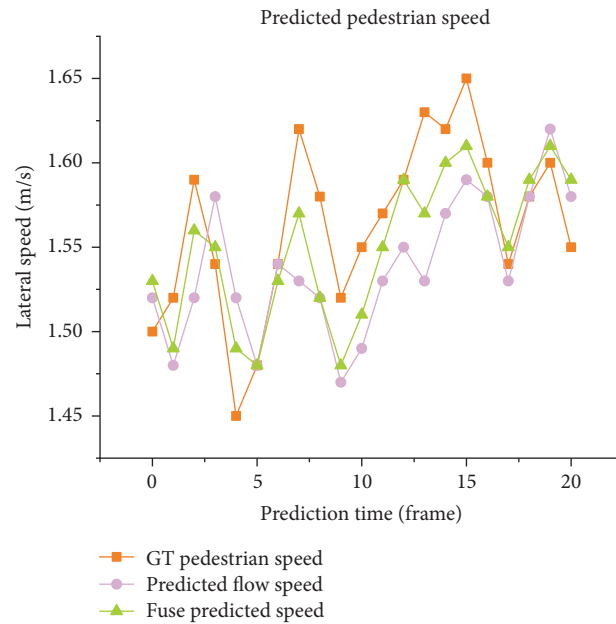 Predicted pedestrian speed
Lateral speed (m/s)
1.65
1.60
1.55
1.50
1.45
0
5
10
15
20
Prediction time (frame)
GT pedestrian speed
Predicted flow speed
Fuse predicted speed